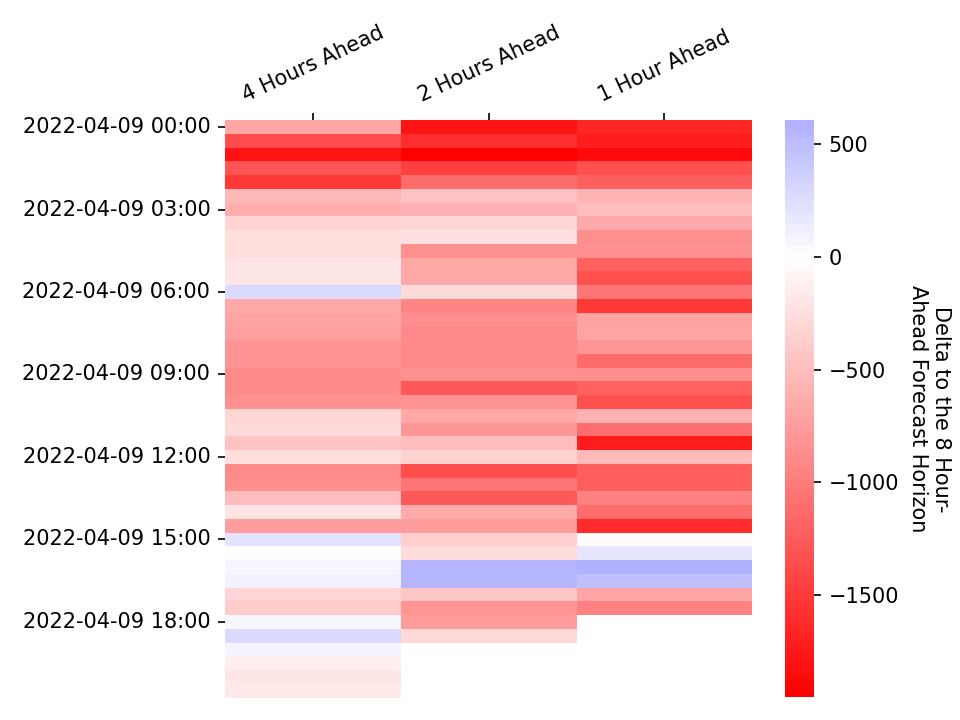 4 Hours Ahead
2 Hours Ahead
1 Hour Ahead
2022-04-09 00:00
2022-04-09 03:00
2022-04-09 06:00
2022-04-09 09:00
2022-04-09 12:00
2022-04-09 15:00
2022-04-09 18:00
500
0
−500
−1000
−1500
Delta to the 8 Hour-
Ahead Forecast Horizon